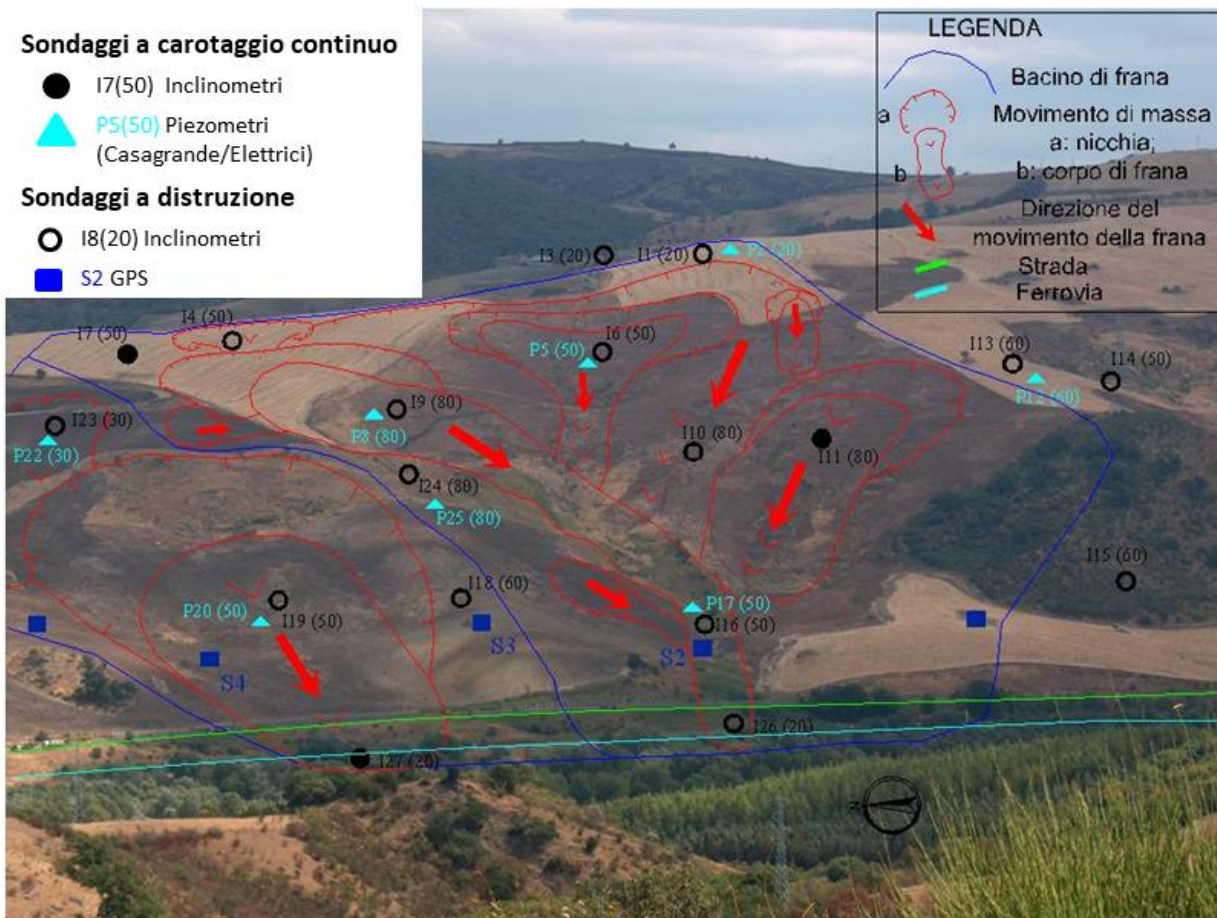 Sondaggi a carotaggio continuo
I7(50) Inclinometri
P5(50) Piezometri
(Casagrande/Elettrici)
Sondaggi a distruzione
I8(20) Inclinometri
S2 GPS
LEGENDA
Bacino di frana
a
Movimento di massa
a: nicchia;
b
b: corpo di frana
Direzione del
movimento della frana
Strada
Ferrovia
I3 (20)
I1 (20)
P2 (20)
I7 (50)
I4 (50)
I6 (50)
P5 (50)
I13 (60)
I14 (50)
P12 (60)
I23 (30)
P22 (30)
I9 (80)
P8 (80)
I10 (80)
I11 (80)
I24 (80)
P25 (80)
I15 (60)
I18 (60)
P17 (50)
I16 (50)
P20 (50)
I19 (50)
S3
S2
S4
I26 (20)
I27 (20)
N